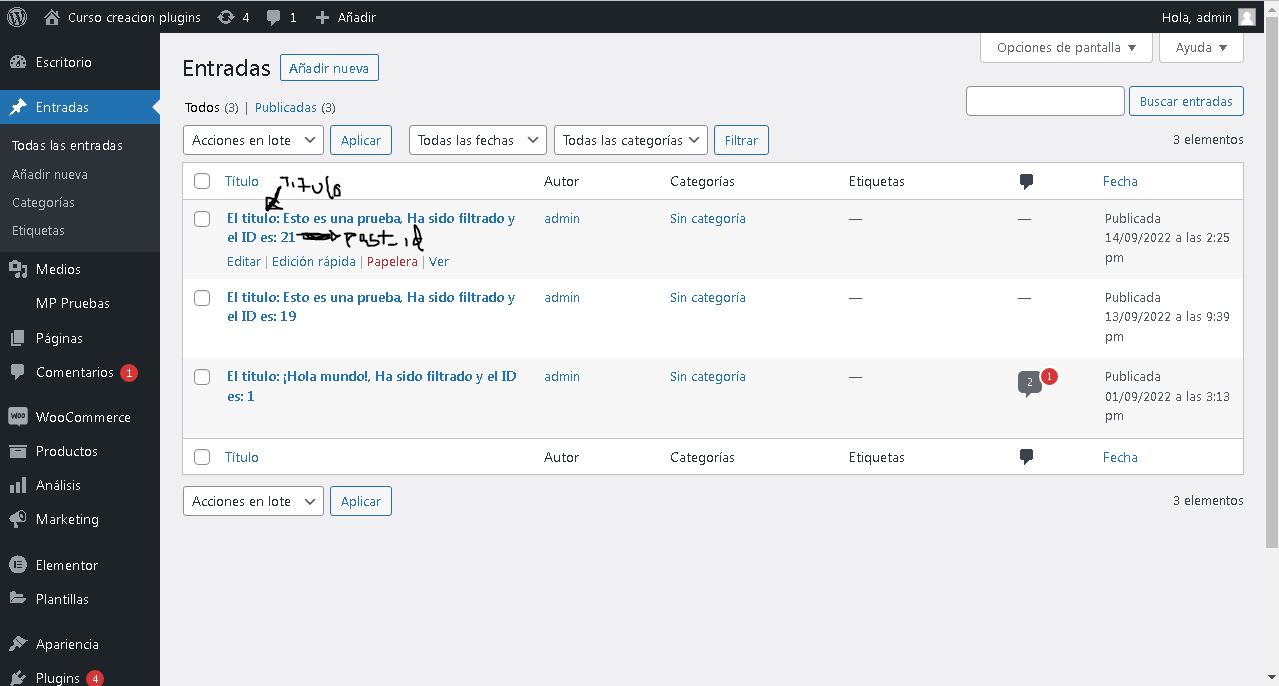 Curso creacion plugins 4 1 Añadir Hola, admin
Escritorio
Entradas
Todas las entradas
Añadir nueva
Categorías
Etiquetas
Medios
MP Pruebas
Páginas
Comentarios 1
WooCommerce
Productos
Análisis
Marketing
Elementor
Plantillas
Apariencia
Plugins 4
Opciones de pantalla ▼ Ayuda ▼
Entradas Añadir nueva
Todos (3) | Publicadas (3)
Buscar entradas
Acciones en lote Aplicar Todas las fechas Todas las categorías Filtrar 3 elementos
Título Autor Categorías Etiquetas Fecha
Titulo
El titulo: Esto es una prueba, Ha sido filtrado y admin Sin categoría — — Publicada
el ID es: 21 post_id 14/09/2022 a las 2:25
pm
Editar | Edición rápida | Papelera | Ver
El titulo: Esto es una prueba, Ha sido filtrado y admin Sin categoría — — Publicada
el ID es: 19 13/09/2022 a las 9:39
pm
El titulo: ¡Hola mundo!, Ha sido filtrado y el ID admin Sin categoría — 2 1 Publicada
es: 1 01/09/2022 a las 3:13
pm
Título Autor Categorías Etiquetas Fecha
Acciones en lote Aplicar 3 elementos